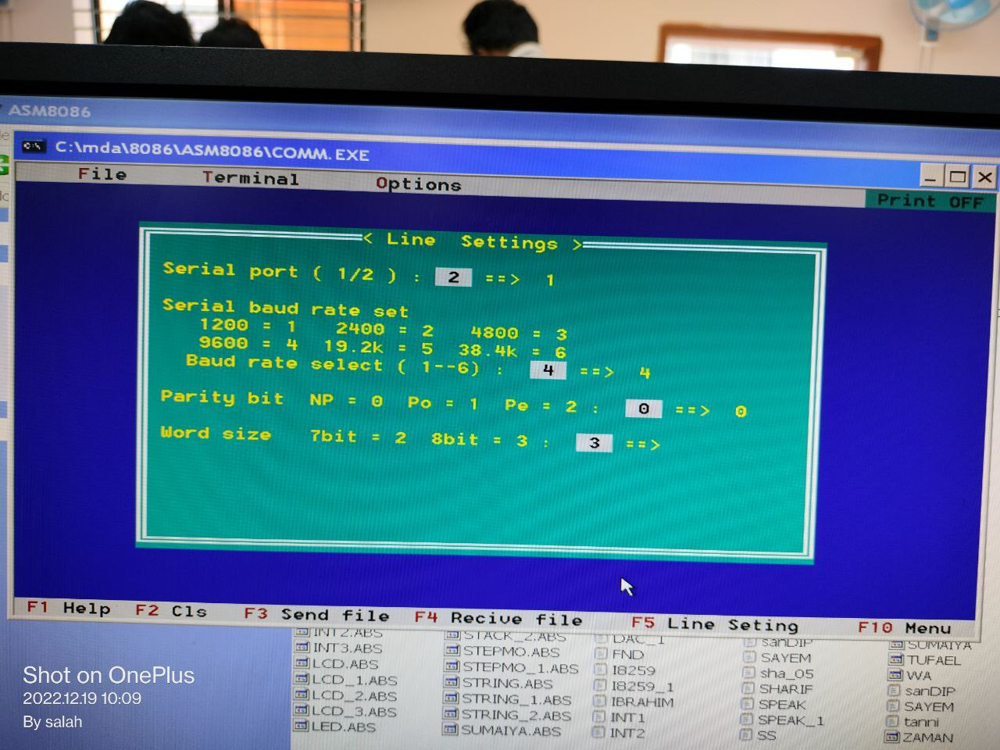 ASM8086
C:\mda\8086\ASM8086\COMM.EXE
File Terminal Options
Print OFF
< Line Settings >
Serial port ( 1/2 ) : 2 ==> 1
Serial baud rate set
1200 = 1 2400 = 2 4800 = 3
9600 = 4 19.2k = 5 38.4k = 6
Baud rate select ( 1--6) : 4 ==> 4
Parity bit NP = 0 Po = 1 Pe = 2 : 0 ==> 0
Word size 7bit = 2 8bit = 3 : 3 ==>
F1 Help F2 Cls F3 Send file F4 Recive file F5 Line Seting F10 Menu
INT2.ABS STACK_2.ABS DAC_1 sanDIP SUMAIYA
INT3.ABS STEPMO.ABS FND SAYEM TUFAEL
LCD.ABS STEPMO_1.ABS I8259 sha_05 WA
LCD_1.ABS STRING.ABS I8259_1 SHARIF sanDIP
LCD_2.ABS STRING_1.ABS IBRAHIM SPEAK SAYEM
LCD_3.ABS STRING_2.ABS INT1 SPEAK_1 tanni
LED.ABS SUMAIYA.ABS INT2 SS ZAMAN
Shot on OnePlus
2022.12.19 10:09
By salah